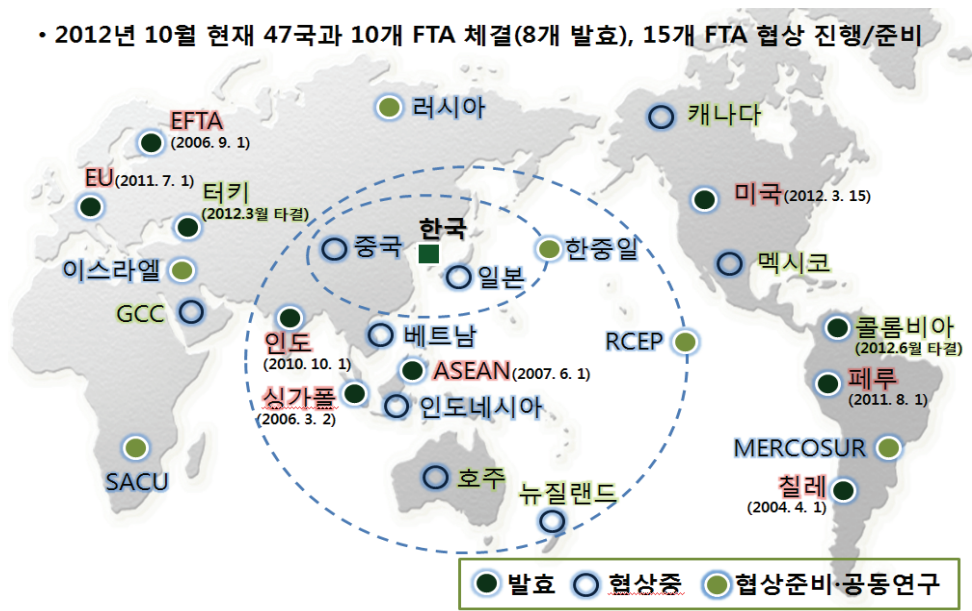 • 2012년 10월 현재 47국과 10개 FTA 체결(8개 발효), 15개 FTA 협상 진행/준비
러시아
캐나다
EFTA
(2006. 9. 1)
EU(2011. 7. 1)
터키
(2012.3월 타결)
미국(2012. 3. 15)
한국
중국
한중일
일본
이스라엘
멕시코
GCC
인도
(2010. 10. 1)
베트남
RCEP
콜롬비아
(2012.6월 타결)
ASEAN(2007. 6. 1)
페루
(2011. 8. 1)
싱가폴
(2006. 3. 2)
인도네시아
MERCOSUR
SACU
호주
뉴질랜드
칠레
(2004. 4. 1)
발효 협상중 협상준비·공동연구